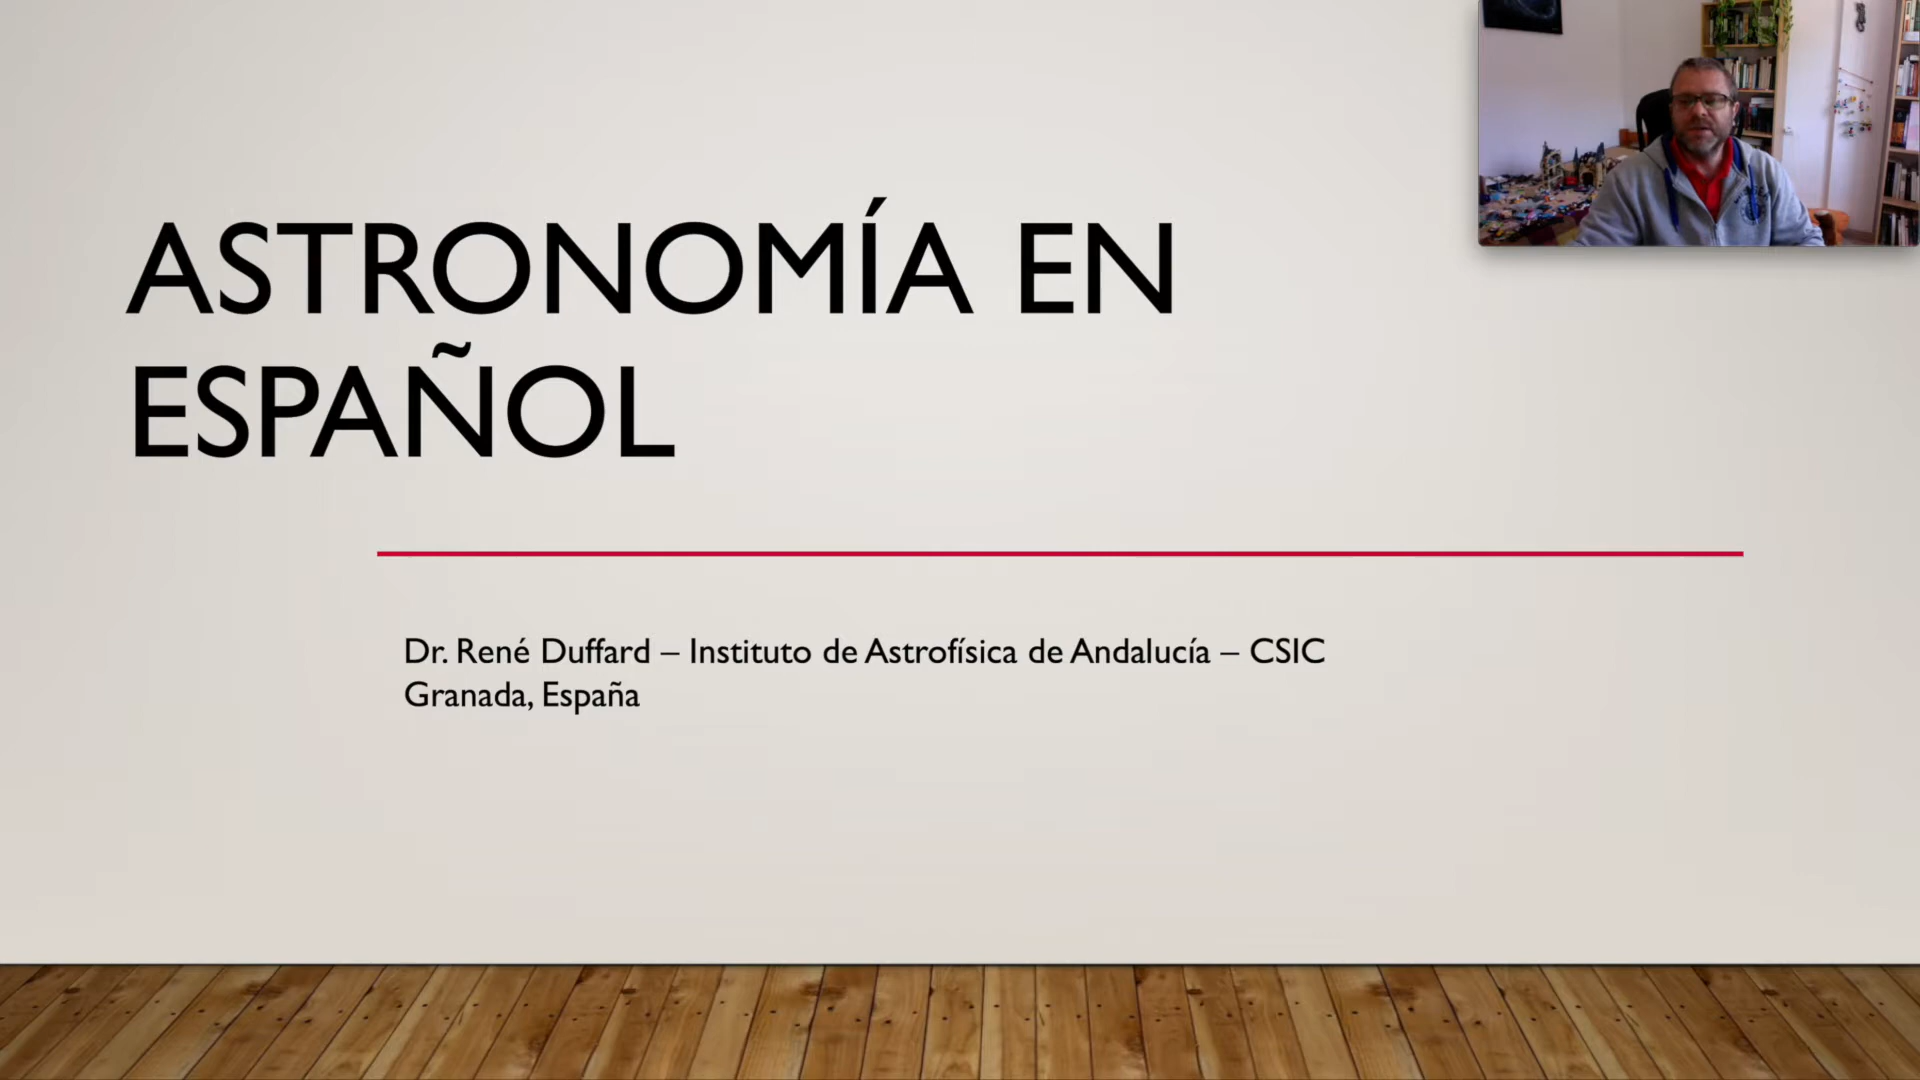 ASTRONOMÍA EN
ESPAÑOL
Dr. René Duffard – Instituto de Astrofísica de Andalucía – CSIC
Granada, España